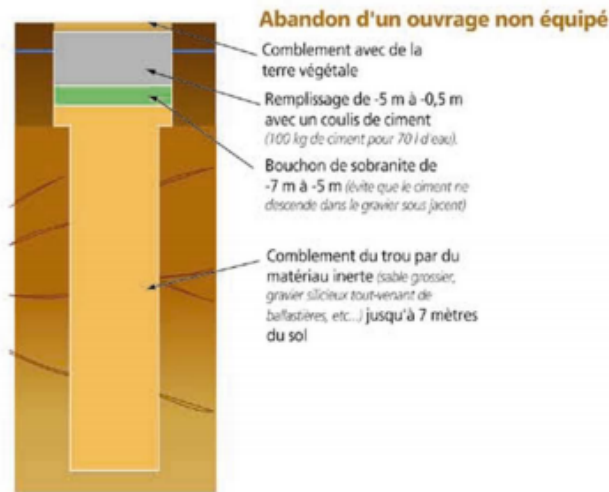 Abandon d'un ouvrage non équipé
Comblement avec de la
terre végétale
Remplissage de -5 m à -0,5 m
avec un coulis de ciment
(100 kg de ciment pour 70 l d'eau).
Bouchon de sobranite de
-7 m à -5 m (évite que le ciment ne
descende dans le gravier sous jacent)
Comblement du trou par du
matériau inerte (sable grossier,
gravier silicieux tout-venant de
ballastières, etc...) jusqu'à 7 mètres
du sol